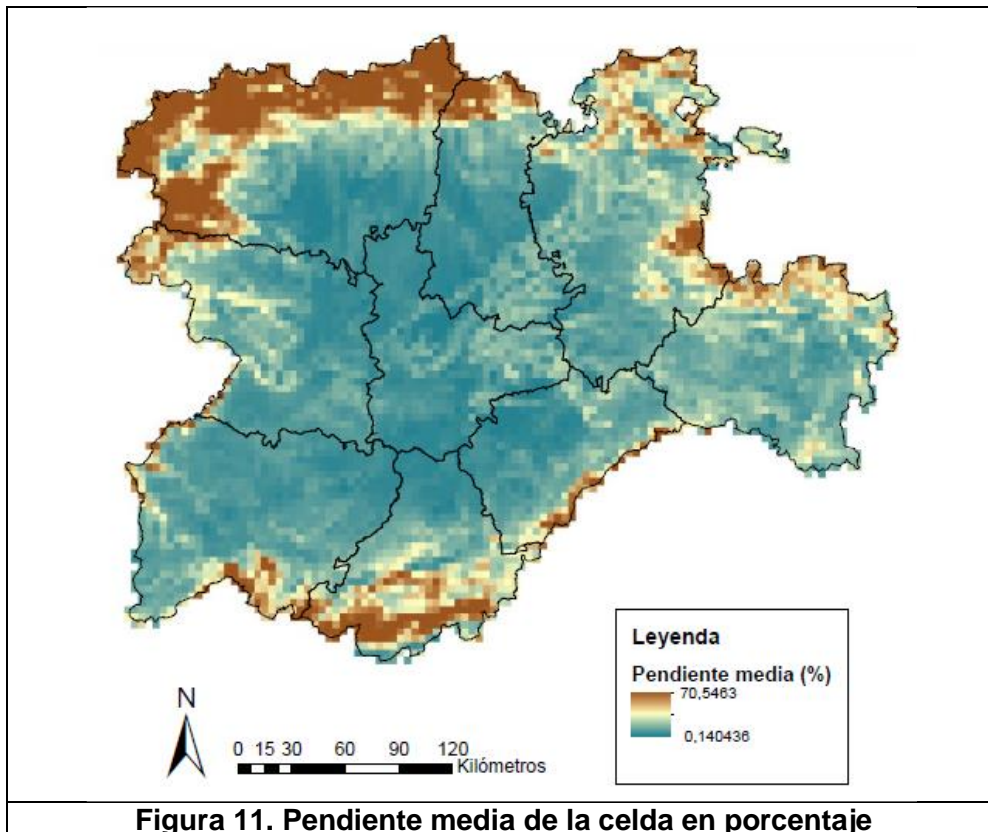 Leyenda
Pendiente media (%)
70,5463
0,140436
N
0 15 30 60 90 120
Kilómetros
Figura 11. Pendiente media de la celda en porcentaje